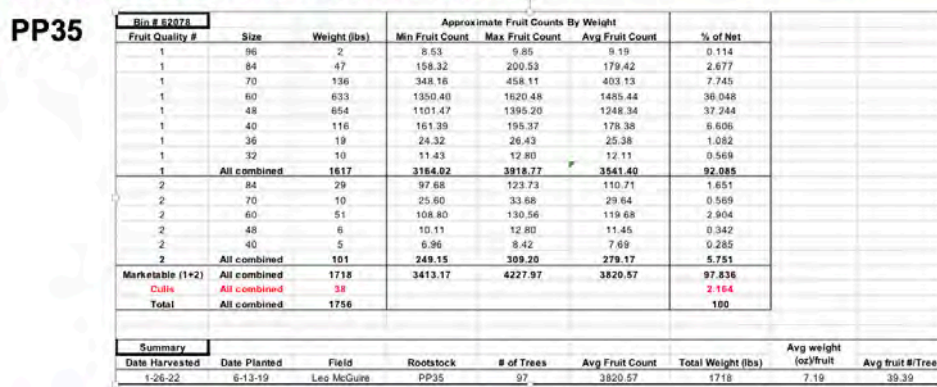 PP35
Bin # 62078 Approximate Fruit Counts By Weight
Fruit Quality # Size Weight (lbs) Min Fruit Count Max Fruit Count Avg Fruit Count % of Net
1 96 2 8.53 9.85 9.19 0.114
1 84 47 158.32 200.53 179.42 2.677
1 70 136 348.16 458.11 403.13 7.745
1 60 633 1350.40 1620.48 1485.44 36.048
1 48 654 1101.47 1395.20 1248.34 37.244
1 40 116 161.39 195.37 178.38 6.606
1 36 19 24.32 26.43 25.38 1.082
1 32 10 11.43 12.80 12.11 0.569
1 All combined 1617 3164.02 3918.77 3541.40 92.085
2 84 29 97.68 123.73 110.71 1.651
2 70 10 25.60 33.68 29.64 0.569
2 60 51 108.80 130.56 119.68 2.904
2 48 6 10.11 12.80 11.45 0.342
2 40 5 6.96 8.42 7.69 0.285
2 All combined 101 249.15 309.20 279.17 5.751
Marketable (1+2) All combined 1718 3413.17 4227.97 3820.57 97.836
Culls All combined 38 2.164
Total All combined 1756 100
Summary
Date Harvested Date Planted Field Rootstock # of Trees Avg Fruit Count Total Weight (lbs) Avg weight (oz)/fruit Avg fruit #/Tree
1-26-22 6-13-19 Leo McGuire PP35 97 3820.57 1718 7.19 39.39